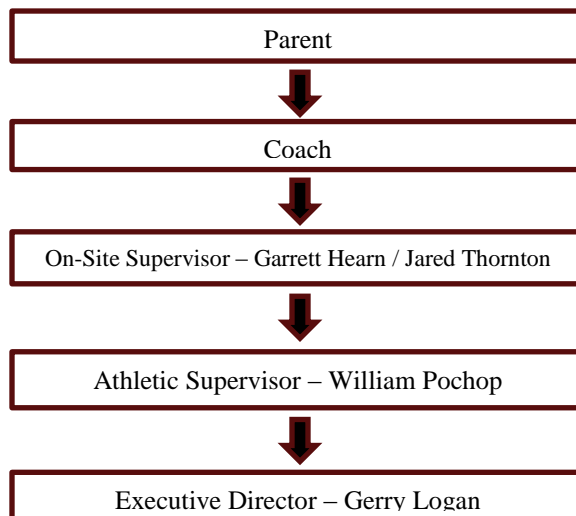 Parent
Coach
On-Site Supervisor – Garrett Hearn / Jared Thornton
Athletic Supervisor – William Pochop
Executive Director – Gerry Logan